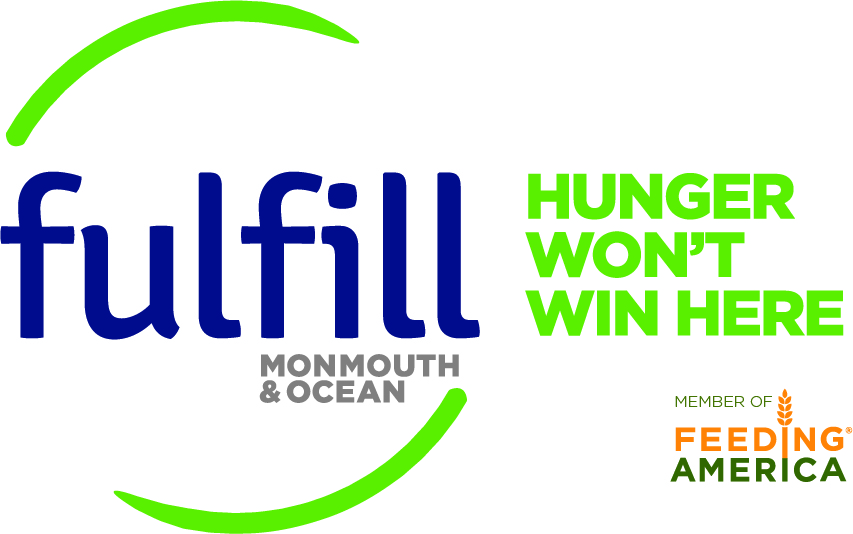 fulfill
MONMOUTH
& OCEAN
HUNGER
WON'T
WIN HERE
MEMBER OF
FEEDING®
AMERICA